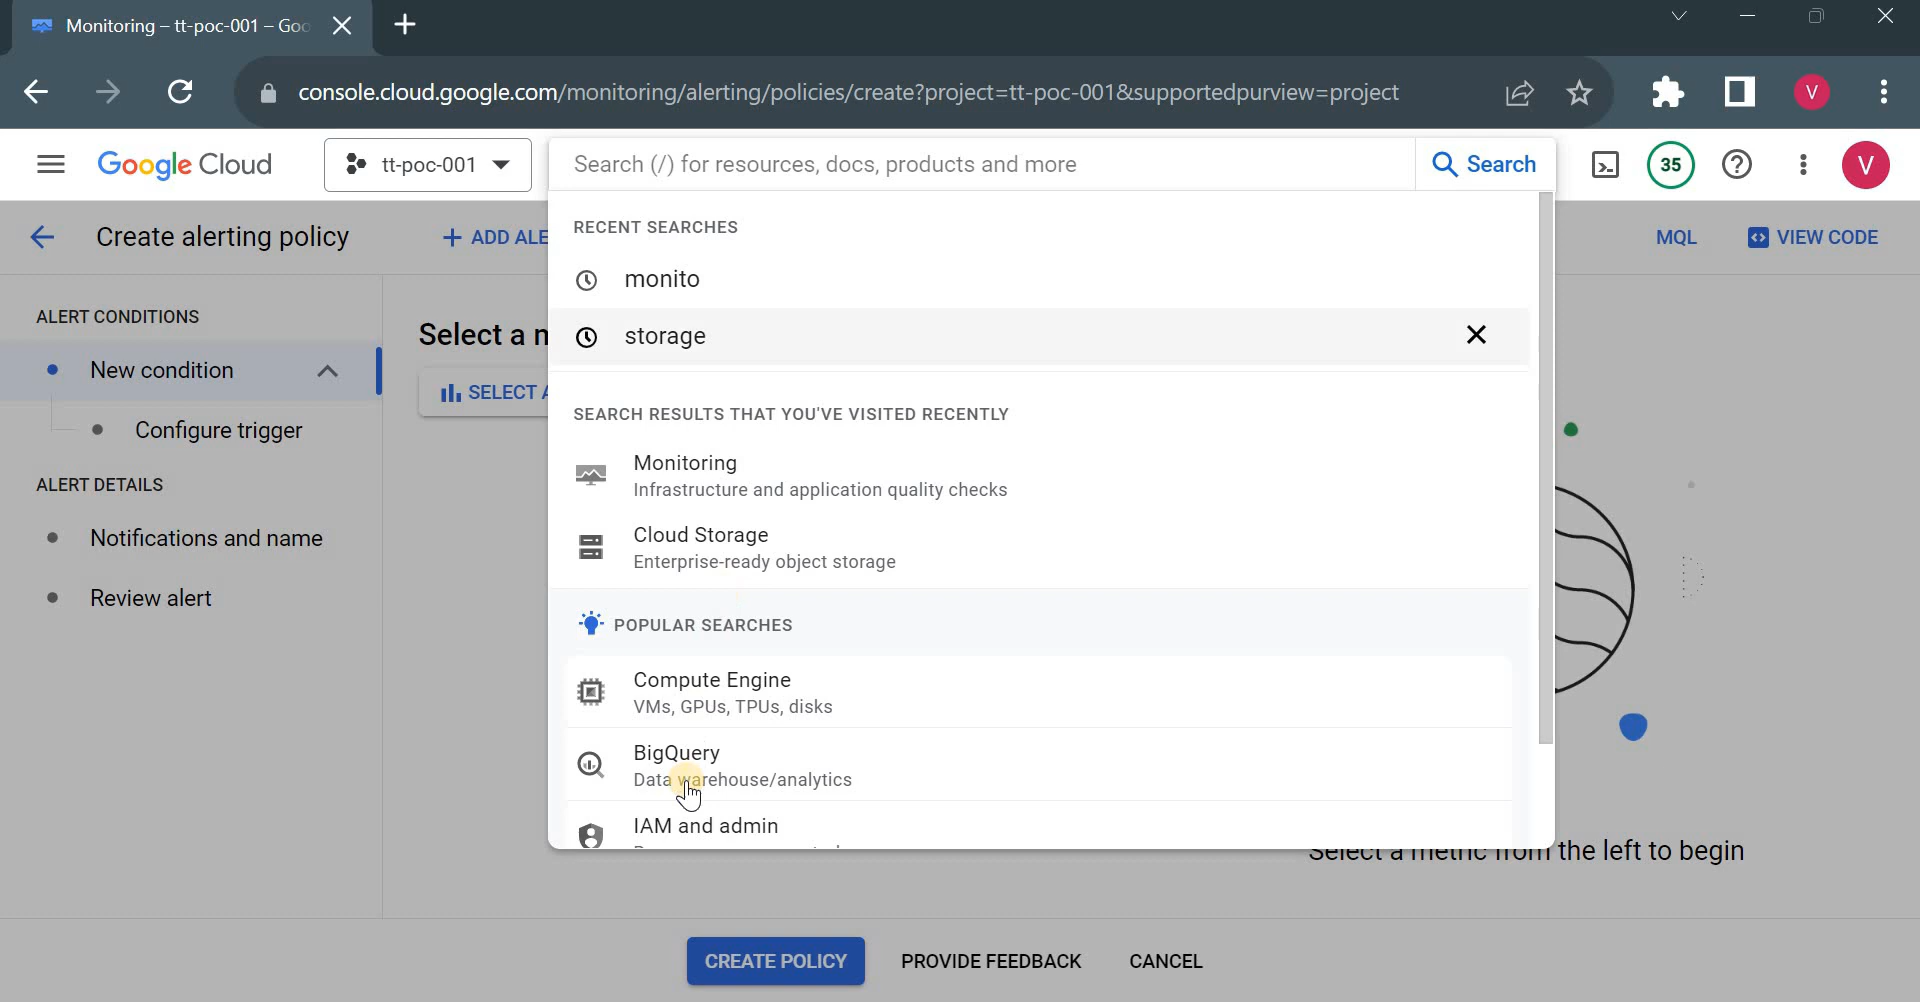 Monitoring – tt-poc-001 – Goo
console.cloud.google.com/monitoring/alerting/policies/create?project=tt-poc-001&supportedpurview=project
V
Google Cloud
tt-poc-001
Search (/) for resources, docs, products and more
Search
35
V
Create alerting policy
ADD ALE
MQL
VIEW CODE
ALERT CONDITIONS
New condition
Configure trigger
ALERT DETAILS
Notifications and name
Review alert
Select a m
SELECT A
RECENT SEARCHES
monito
storage
SEARCH RESULTS THAT YOU'VE VISITED RECENTLY
Monitoring
Infrastructure and application quality checks
Cloud Storage
Enterprise-ready object storage
POPULAR SEARCHES
Compute Engine
VMs, GPUs, TPUs, disks
BigQuery
Data warehouse/analytics
IAM and admin
Select a metric from the left to begin
CREATE POLICY
PROVIDE FEEDBACK
CANCEL